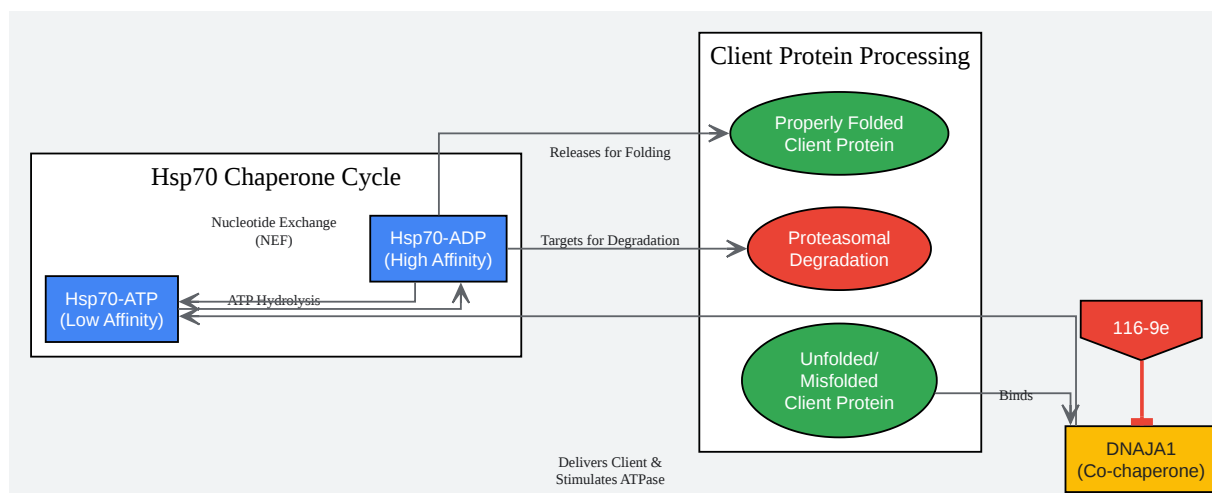 Client Protein Processing
Properly Folded
Client Protein
Releases for Folding
Hsp70 Chaperone Cycle
Nucleotide Exchange
(NEF)
Hsp70-ADP
(High Affinity)
Targets for Degradation
Proteasomal
Degradation
Hsp70-ATP
(Low Affinity)
ATP Hydrolysis
116-9e
Unfolded/
Misfolded
Client Protein
Binds
DNAJA1
(Co-chaperone)
Delivers Client &
Stimulates ATPase